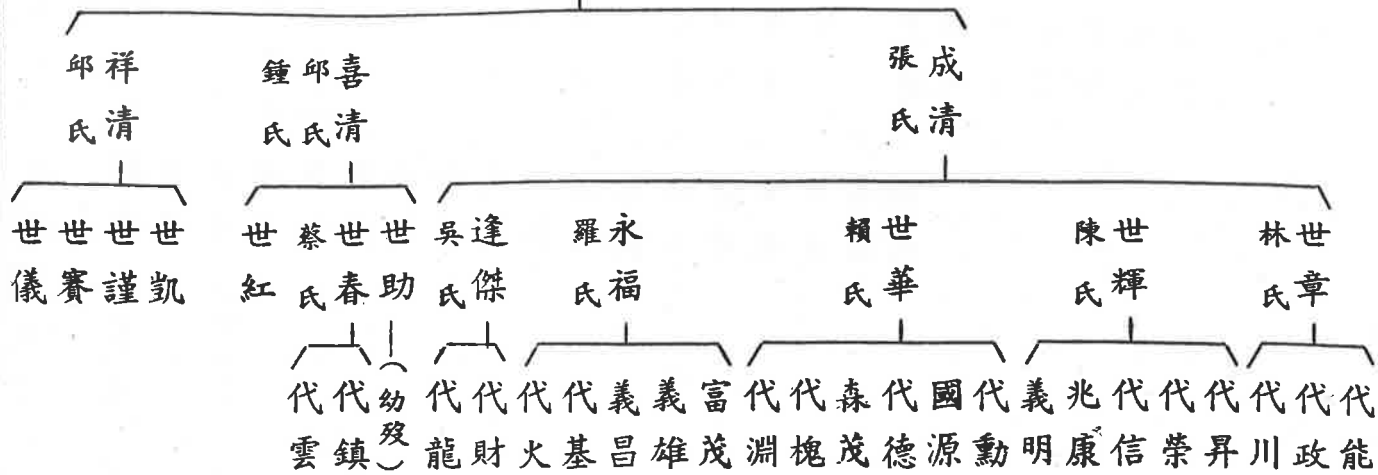 成清
張氏
喜清
邱氏
鍾氏
祥清
邱氏
世章
林氏
世輝
陳氏
世華
賴氏
永福
羅氏
逢傑
吳氏
世助
世春
蔡氏
世紅
世凱
世謹
世賽
世儀
代能
代政
代川
代昇
代榮
代信
兆康
義明
代勳
國源
代德
森茂
代槐
代淵
富茂
義雄
義昌
代基
代火
代財
代龍
(幼歿)
代鎮
代雲